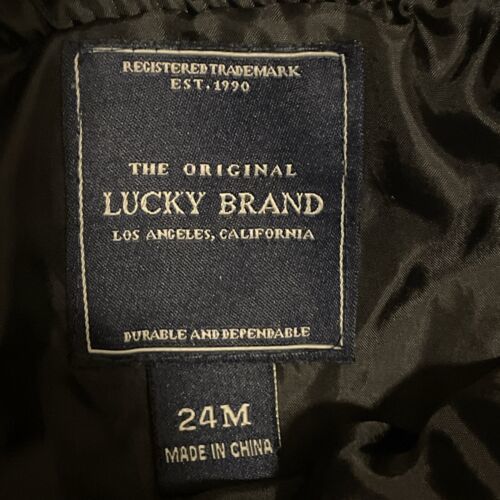 REGISTERED TRADEMARK
EST. 1990
THE ORIGINAL
LUCKY BRAND
LOS ANGELES, CALIFORNIA
DURABLE AND DEPENDABLE
24M
MADE IN CHINA